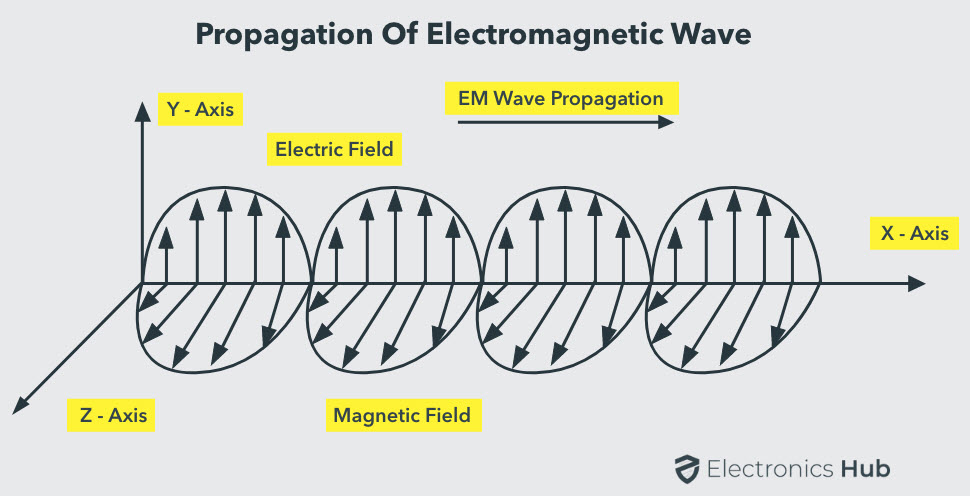 Propagation Of Electromagnetic Wave
Y - Axis
EM Wave Propagation
Electric Field
X - Axis
Z - Axis
Magnetic Field
Electronics Hub